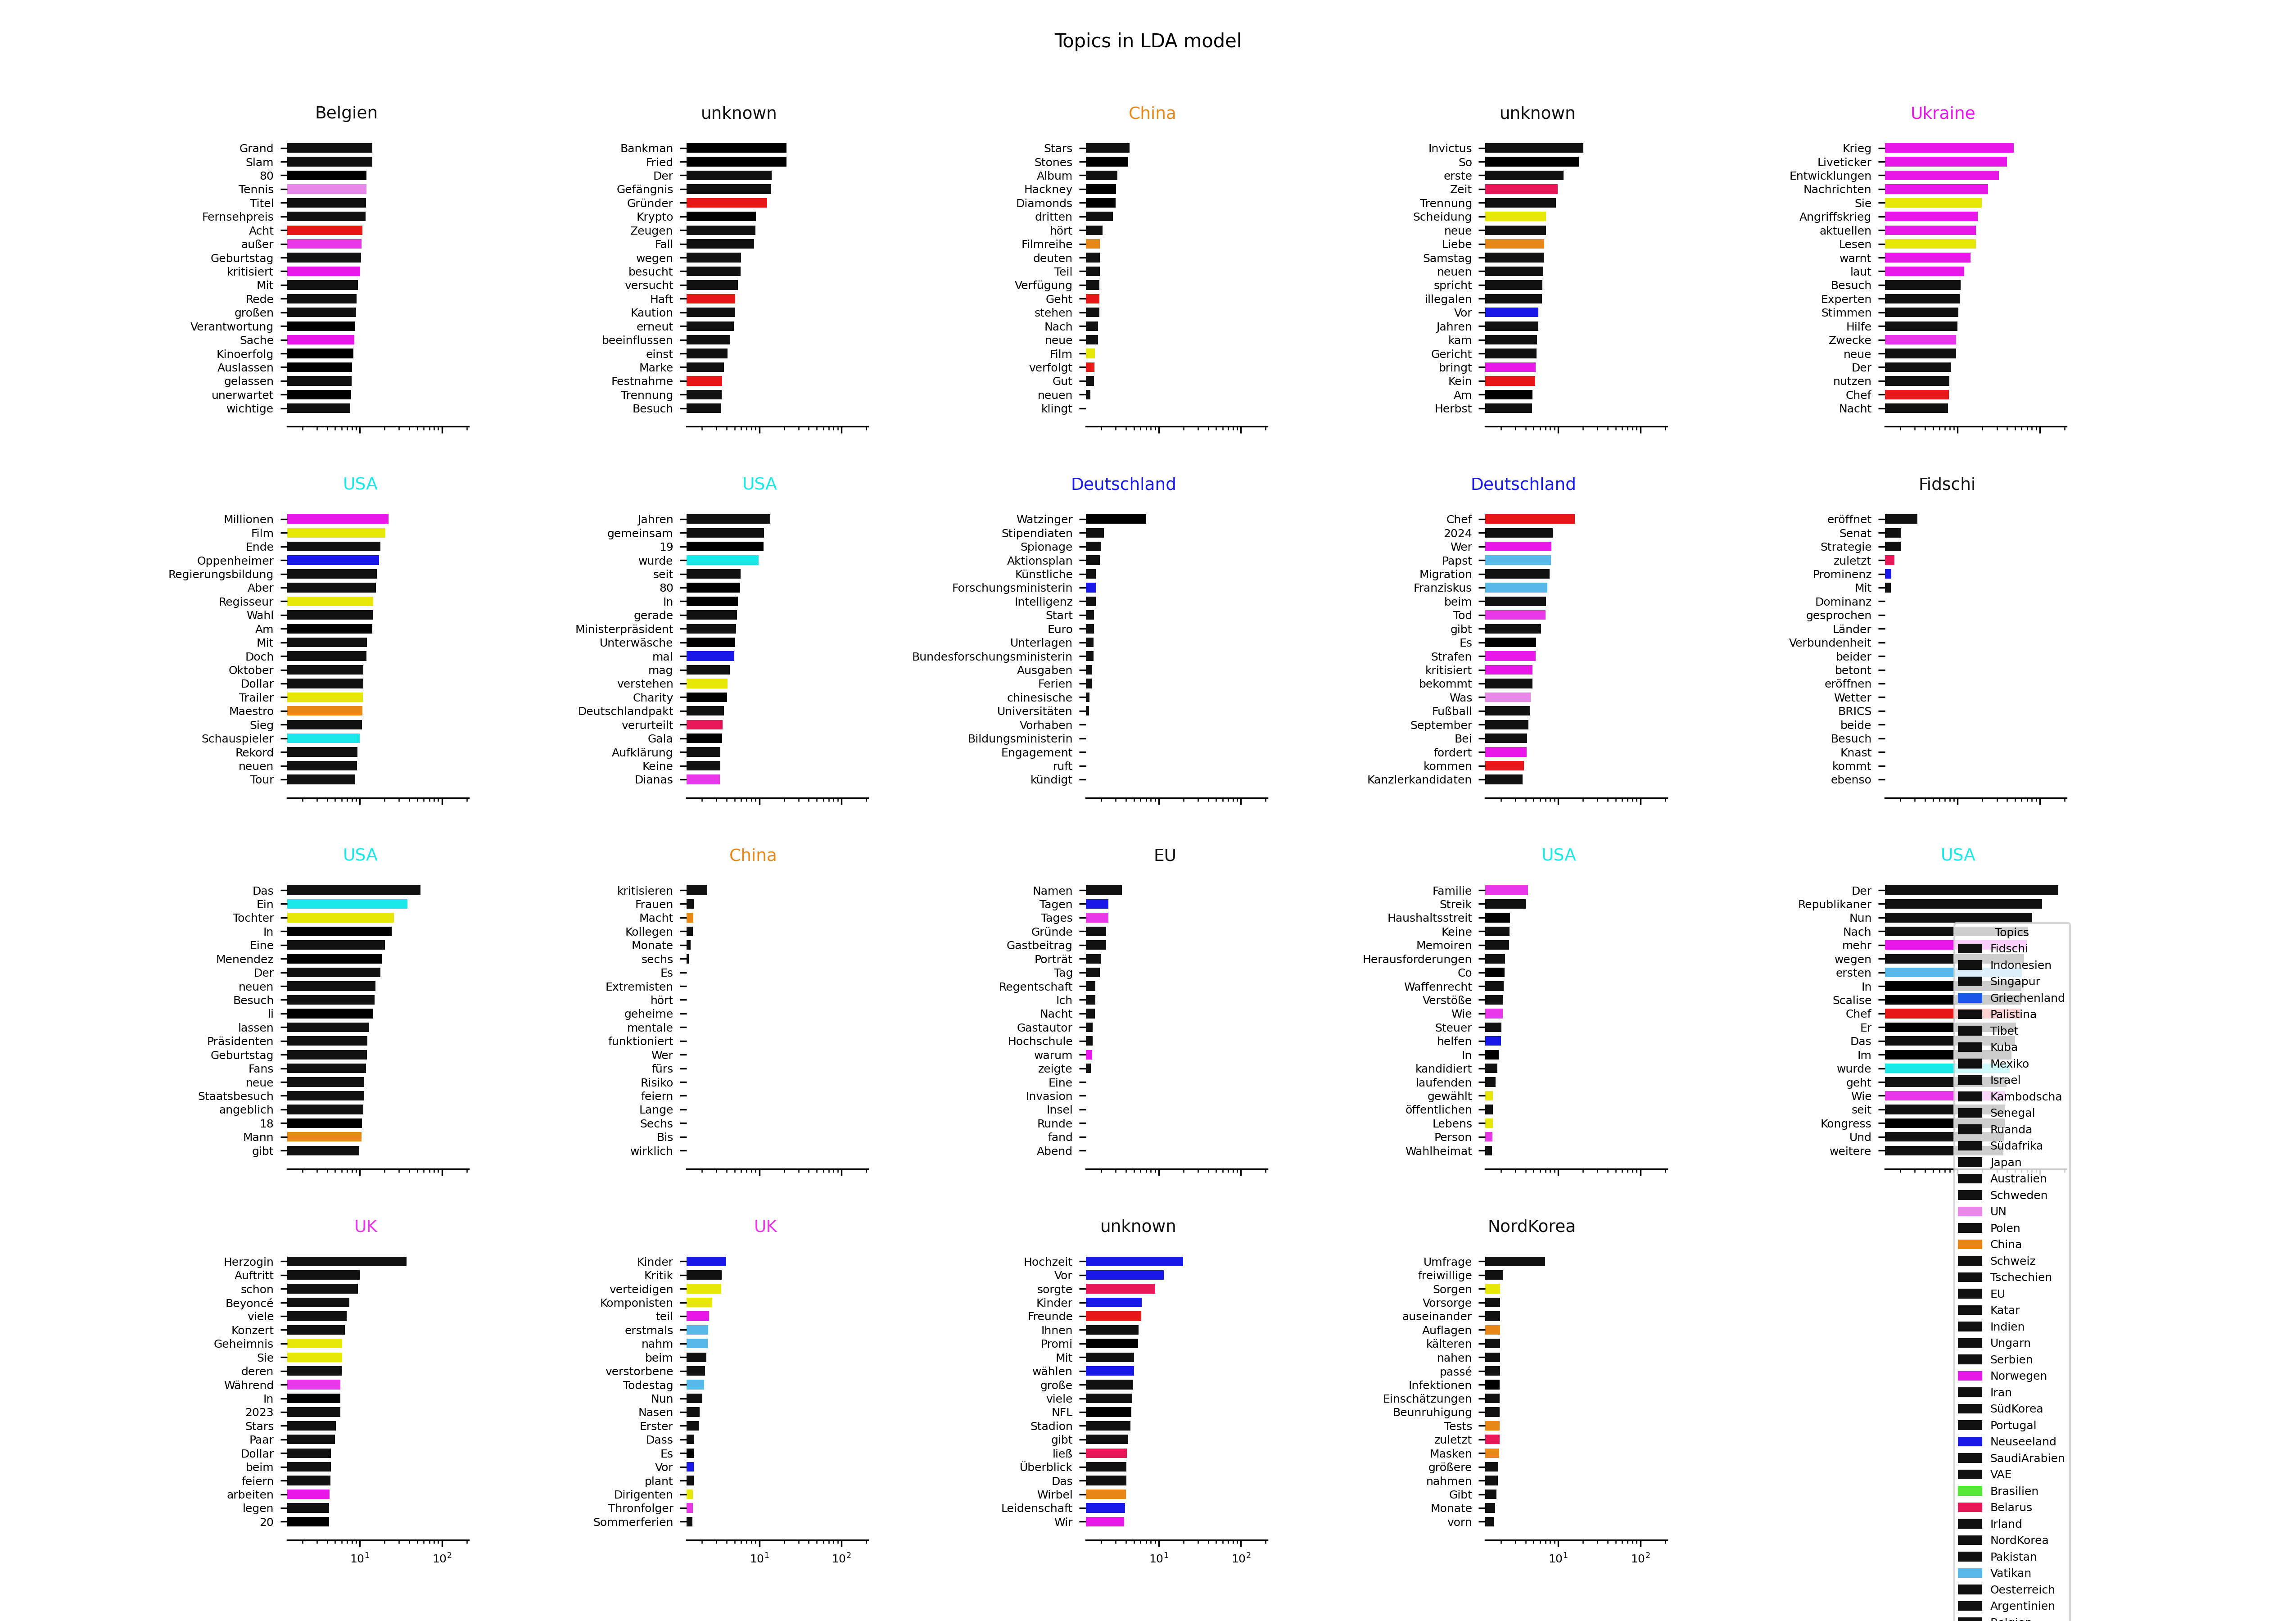 Topics in LDA model
Belgien
Grand
Slam
80
Tennis
Titel
Fernsehpreis
Acht
außer
Geburtstag
kritisiert
Mit
Rede
großen
Verantwortung
Sache
Kinoerfolg
Auslassen
gelassen
unerwartet
wichtige
unknown
Bankman
Fried
Der
Gefängnis
Gründer
Krypto
Zeugen
Fall
wegen
besucht
versucht
Haft
Kaution
erneut
beeinflussen
einst
Marke
Festnahme
Trennung
Besuch
China
Stars
Stones
Album
Hackney
Diamonds
dritten
hört
Filmreihe
deuten
Teil
Verfügung
Geht
stehen
Nach
neue
Film
verfolgt
Gut
neuen
klingt
unknown
Invictus
So
erste
Zeit
Trennung
Scheidung
neue
Liebe
Samstag
neuen
spricht
illegalen
Vor
Jahren
kam
Gericht
bringt
Kein
Am
Herbst
Ukraine
Krieg
Liveticker
Entwicklungen
Nachrichten
Sie
Angriffskrieg
aktuellen
Lesen
warnt
laut
Besuch
Experten
Stimmen
Hilfe
Zwecke
neue
Der
nutzen
Chef
Nacht
USA
Millionen
Film
Ende
Oppenheimer
Regierungsbildung
Aber
Regisseur
Wahl
Am
Mit
Doch
Oktober
Dollar
Trailer
Maestro
Sieg
Schauspieler
Rekord
neuen
Tour
USA
Jahren
gemeinsam
19
wurde
seit
80
In
gerade
Ministerpräsident
Unterwäsche
mal
mag
verstehen
Charity
Deutschlandpakt
verurteilt
Gala
Aufklärung
Keine
Dianas
Deutschland
Watzinger
Stipendiaten
Spionage
Aktionsplan
Künstliche
Forschungsministerin
Intelligenz
Start
Euro
Unterlagen
Bundesforschungsministerin
Ausgaben
Ferien
chinesische
Universitäten
Vorhaben
Bildungsministerin
Engagement
ruft
kündigt
Deutschland
Chef
2024
Wer
Papst
Migration
Franziskus
beim
Tod
gibt
Es
Strafen
kritisiert
bekommt
Was
Fußball
September
Bei
fordert
kommen
Kanzlerkandidaten
Fidschi
eröffnet
Senat
Strategie
zuletzt
Prominenz
Mit
Dominanz
gesprochen
Länder
Verbundenheit
beider
betont
eröffnen
Wetter
BRICS
beide
Besuch
Knast
kommt
ebenso
USA
Das
Ein
Tochter
In
Eine
Menendez
Der
neuen
Besuch
li
lassen
Präsidenten
Geburtstag
Fans
neue
Staatsbesuch
angeblich
18
Mann
gibt
China
kritisieren
Frauen
Macht
Kollegen
Monate
sechs
Es
Extremisten
hört
geheime
mentale
funktioniert
Wer
fürs
Risiko
feiern
Lange
Sechs
Bis
wirklich
EU
Namen
Tagen
Tages
Gründe
Gastbeitrag
Porträt
Tag
Regentschaft
Ich
Nacht
Gastautor
Hochschule
warum
zeigte
Eine
Invasion
Insel
Runde
fand
Abend
USA
Familie
Streik
Haushaltsstreit
Keine
Memoiren
Herausforderungen
Co
Waffenrecht
Verstöße
Wie
Steuer
helfen
In
kandidiert
laufenden
gewählt
öffentlichen
Lebens
Person
Wahlheimat
USA
Der
Republikaner
Nun
Nach
mehr
wegen
ersten
In
Scalise
Chef
Er
Das
Im
wurde
geht
Wie
seit
Kongress
Und
weitere
UK
Herzogin
Auftritt
schon
Beyoncé
viele
Konzert
Geheimnis
Sie
deren
Während
In
2023
Stars
Paar
Dollar
beim
feiern
arbeiten
legen
20
10¹ 10²
UK
Kinder
Kritik
verteidigen
Komponisten
teil
erstmals
nahm
beim
verstorbene
Todestag
Nun
Nasen
Erster
Dass
Es
Vor
plant
Dirigenten
Thronfolger
Sommerferien
10¹ 10²
unknown
Hochzeit
Vor
sorgte
Kinder
Freunde
Ihnen
Promi
Mit
wählen
große
viele
NFL
Stadion
gibt
ließ
Überblick
Das
Wirbel
Leidenschaft
Wir
10¹ 10²
NordKorea
Umfrage
freiwillige
Sorgen
Vorsorge
auseinander
Auflagen
kälteren
nahen
passé
Infektionen
Einschätzungen
Beunruhigung
Tests
zuletzt
Masken
größere
nahmen
Gibt
Monate
vorn
10¹ 10²
Topics
Fidschi
Indonesien
Singapur
Griechenland
Palistina
Tibet
Kuba
Mexiko
Israel
Kambodscha
Senegal
Ruanda
Südafrika
Japan
Australien
Schweden
UN
Polen
China
Schweiz
Tschechien
EU
Katar
Indien
Ungarn
Serbien
Norwegen
Iran
SüdKorea
Portugal
Neuseeland
SaudiArabien
VAE
Brasilien
Belarus
Irland
NordKorea
Pakistan
Vatikan
Oesterreich
Argentinien